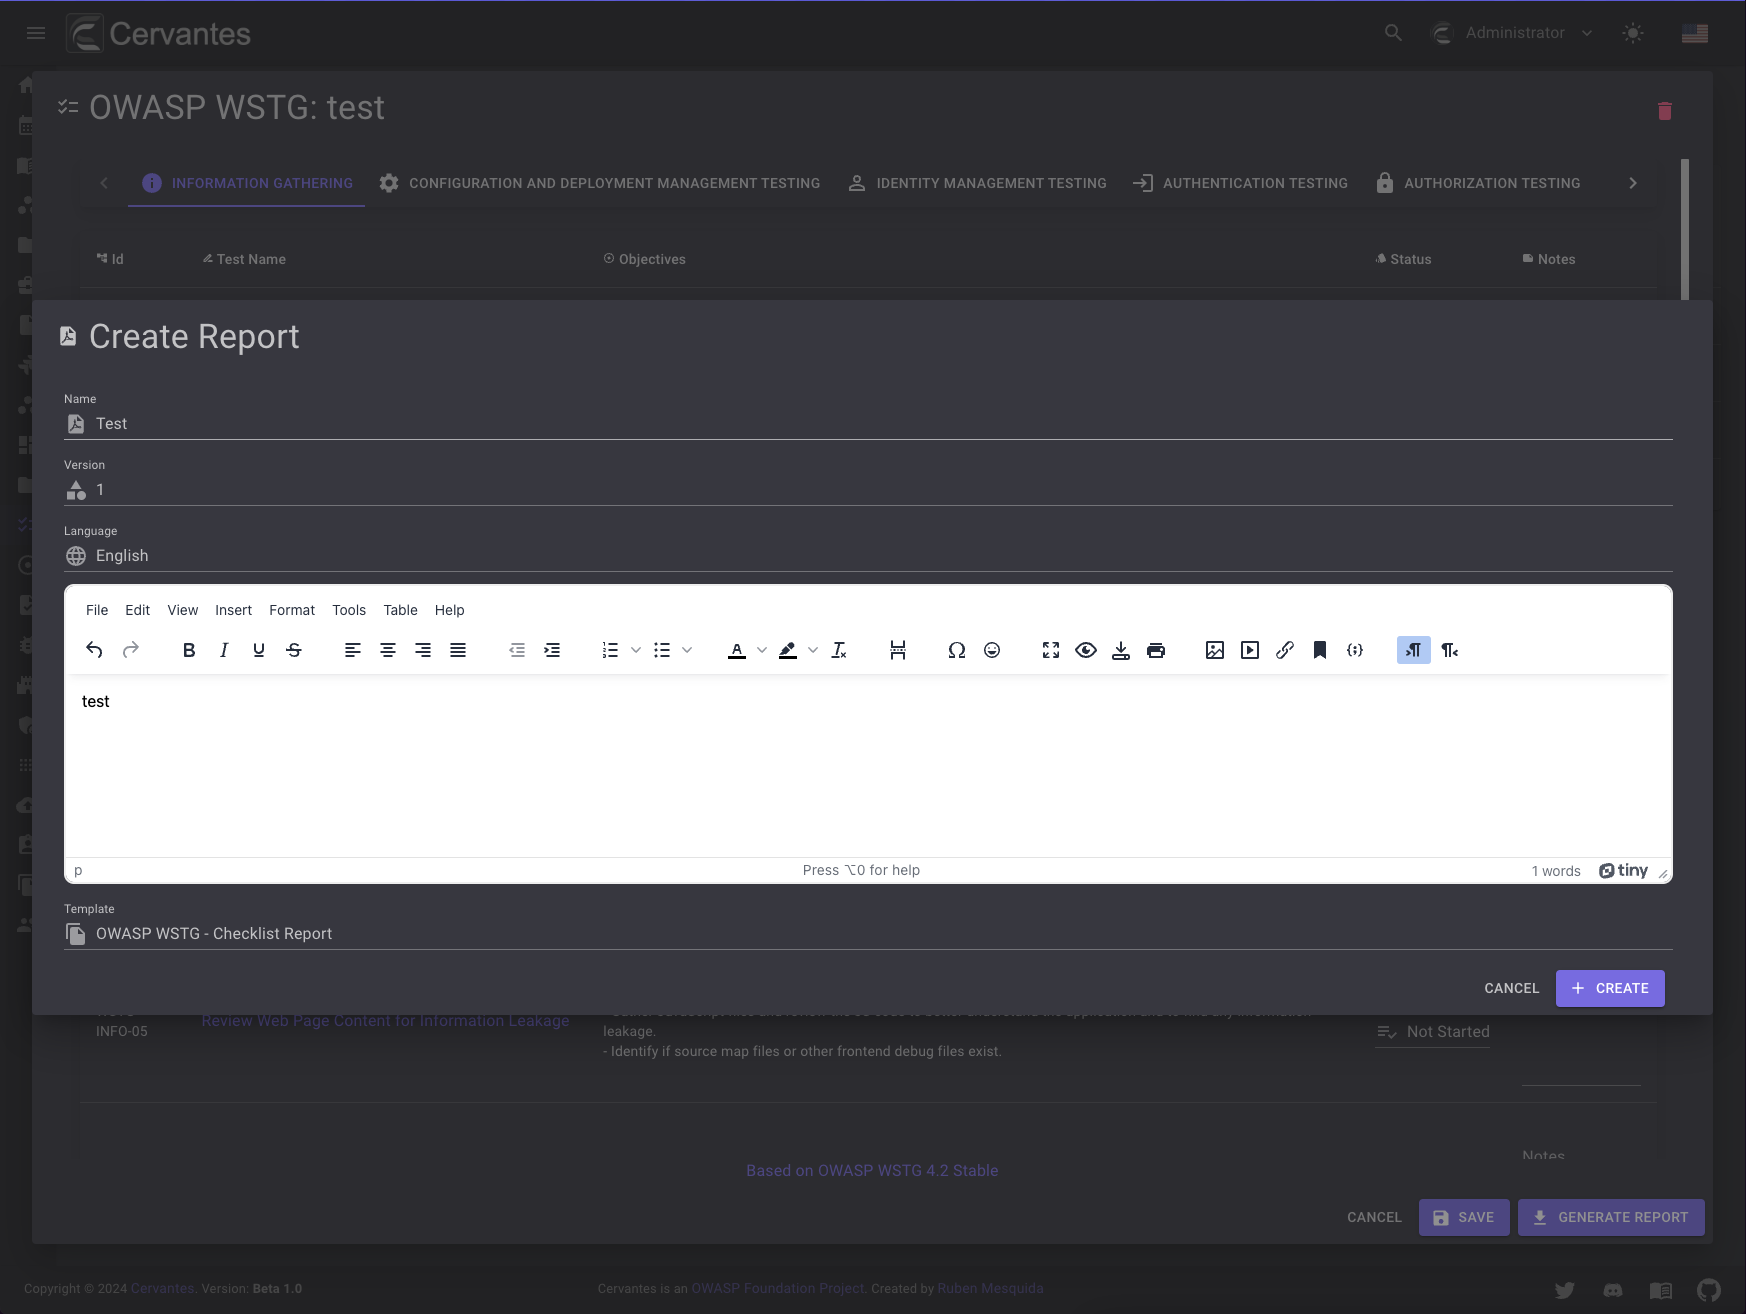 Cervantes
Administrator
OWASP WSTG: test
INFORMATION GATHERING
CONFIGURATION AND DEPLOYMENT MANAGEMENT TESTING
IDENTITY MANAGEMENT TESTING
AUTHENTICATION TESTING
AUTHORIZATION TESTING
Id
Test Name
Objectives
Status
Notes
Create Report
Name
Test
Version
1
Language
English
File Edit View Insert Format Tools Table Help
test
p
Press ⌥0 for help
1 words
tiny
Template
OWASP WSTG - Checklist Report
CANCEL
CREATE
INFO-05
Review Web Page Content for Information Leakage
leakage.
- Identify if source map files or other frontend debug files exist.
Not Started
Notes
Based on OWASP WSTG 4.2 Stable
CANCEL
SAVE
GENERATE REPORT
Copyright © 2024 Cervantes. Version: Beta 1.0
Cervantes is an OWASP Foundation Project. Created by Ruben Mesquida